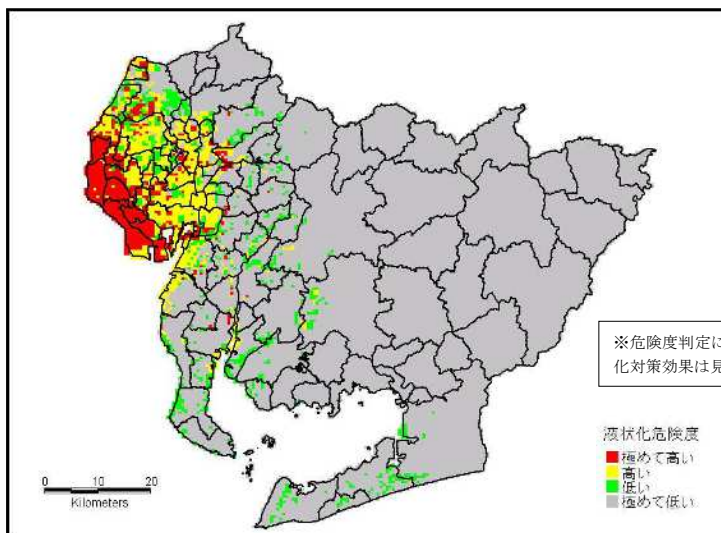 ※危険度判定に
化対策効果は見
液状化危険度
極めて高い
高い
低い
極めて低い
0 10 20
Kilometers